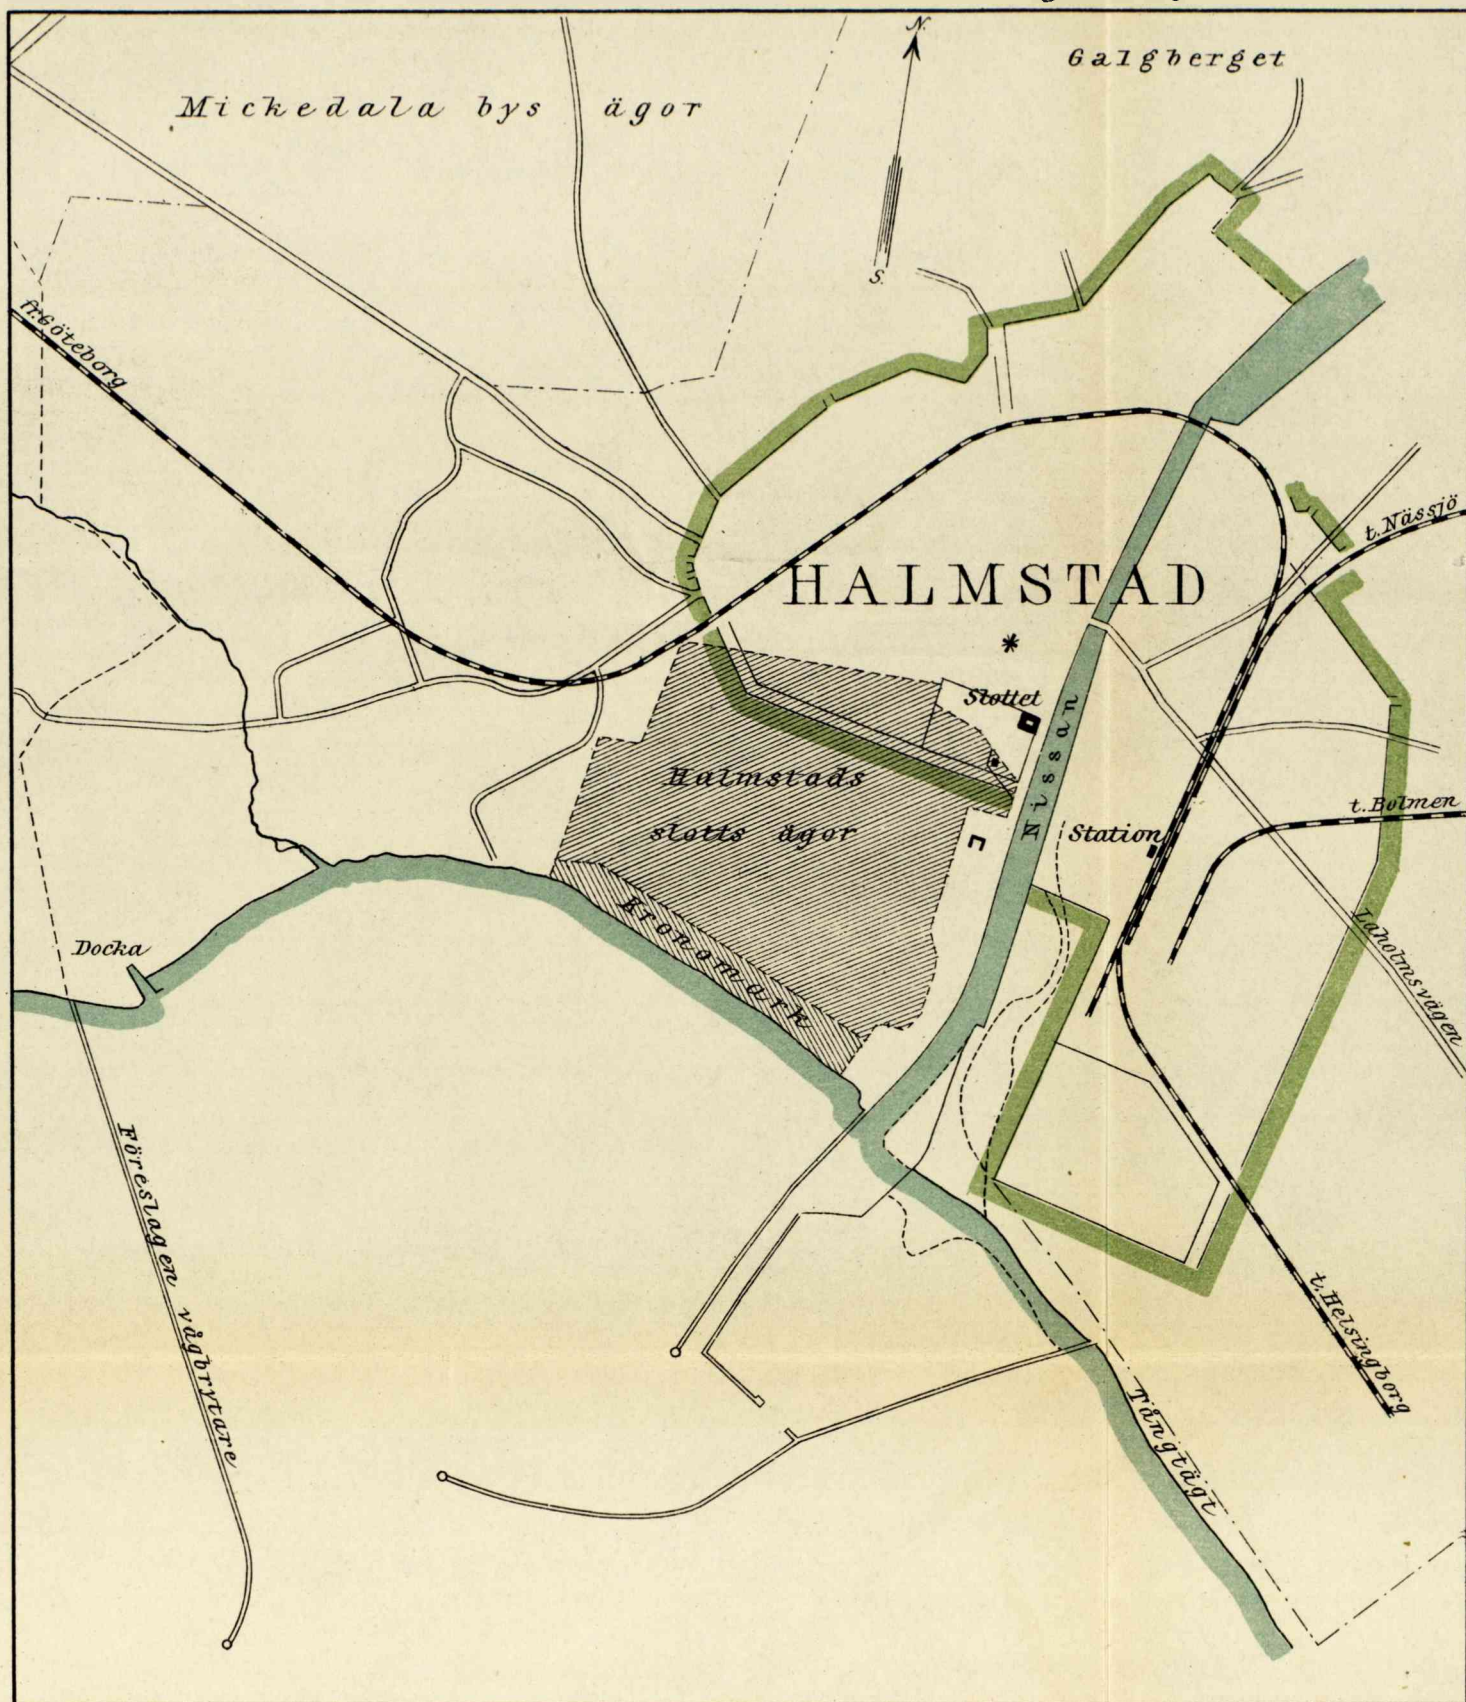 N.
Galgberget
Mickedala bys ägor
S.
fr. Göteborg
t. Nässjö
HALMSTAD
Slottet
Nissan
Halmstads
slotts ägor
t. Bolmen
Station
Kronomark
Docka
Laholmsvägen
Föreslagen vågbrytare
t. Helsingborg
Tångtägt